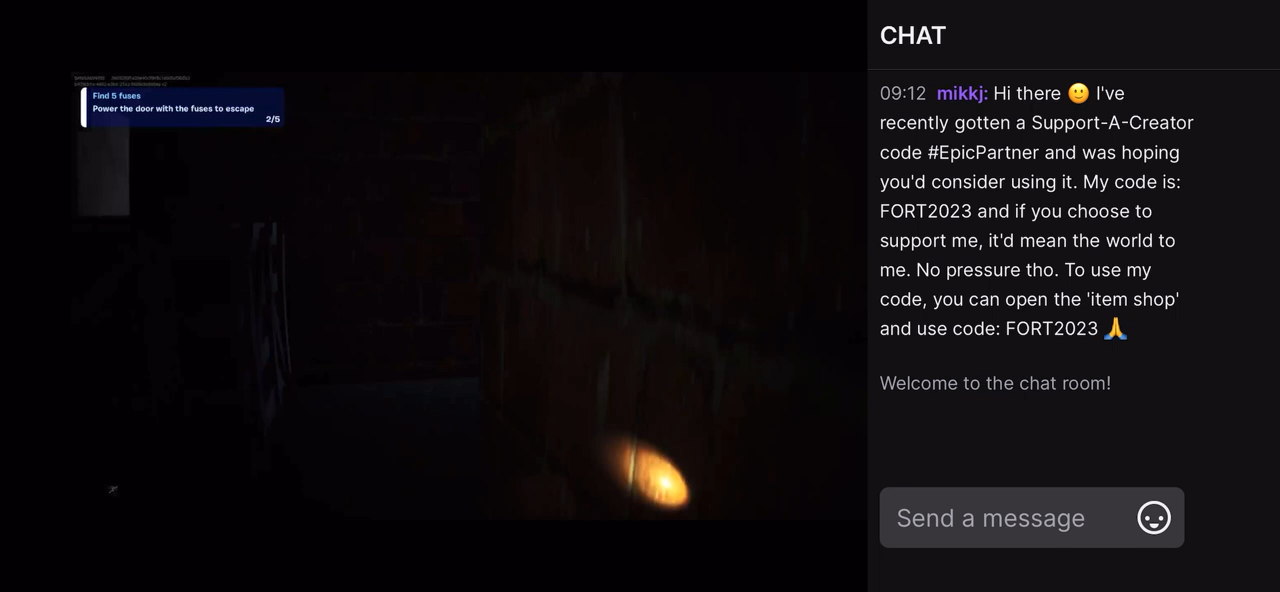 Find 5 fuses
Power the door with the fuses to escape
2/5
CHAT
09:12 mikkj: Hi there 🙂 I've
recently gotten a Support-A-Creator
code #EpicPartner and was hoping
you'd consider using it. My code is:
FORT2023 and if you choose to
support me, it'd mean the world to
me. No pressure tho. To use my
code, you can open the 'item shop'
and use code: FORT2023 🙏
Welcome to the chat room!
Send a message